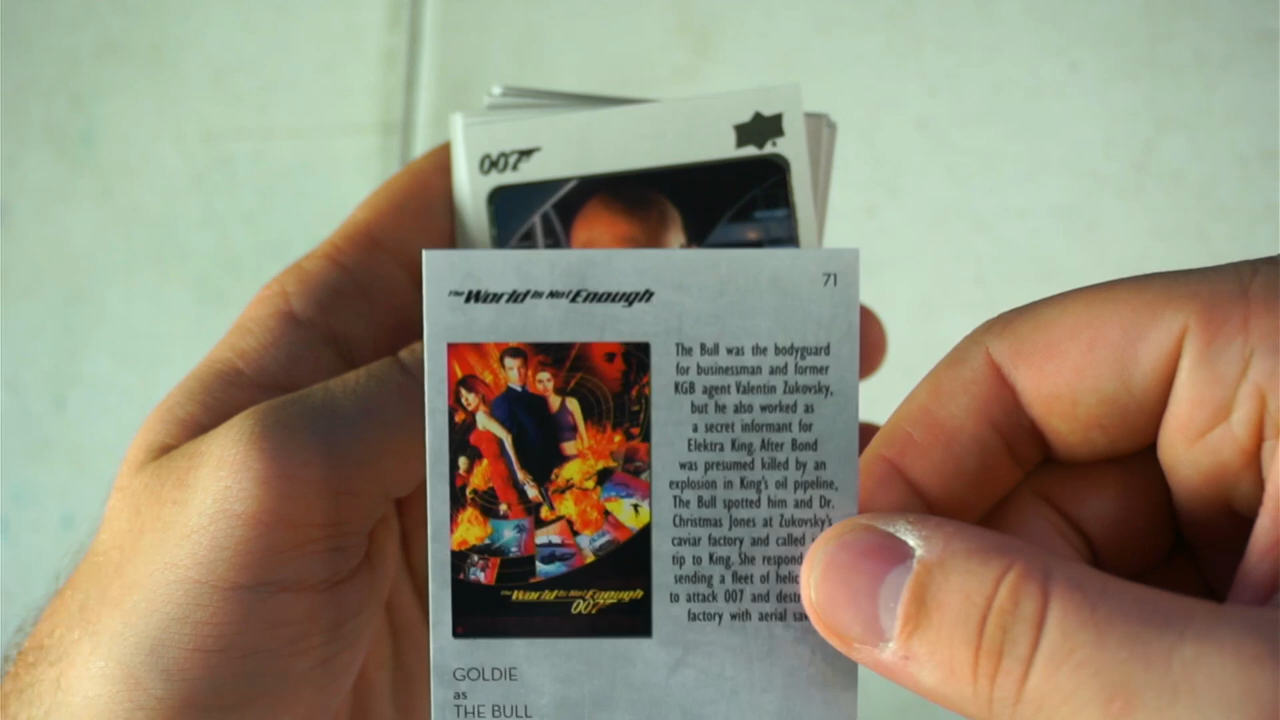 007
The World Is Not Enough
71
The Bull was the bodyguard
for businessman and former
KGB agent Valentin Zukovsky,
but he also worked as
a secret informant for
Elektra King. After Bond
was presumed killed by an
explosion in King's oil pipeline,
The Bull spotted him and Dr.
Christmas Jones at Zukovsky's
caviar factory and called
tip to King. She respond
sending a fleet of helic
to attack 007 and dest
factory with aerial sa
The World Is Not Enough
007
GOLDIE
as
THE BULL